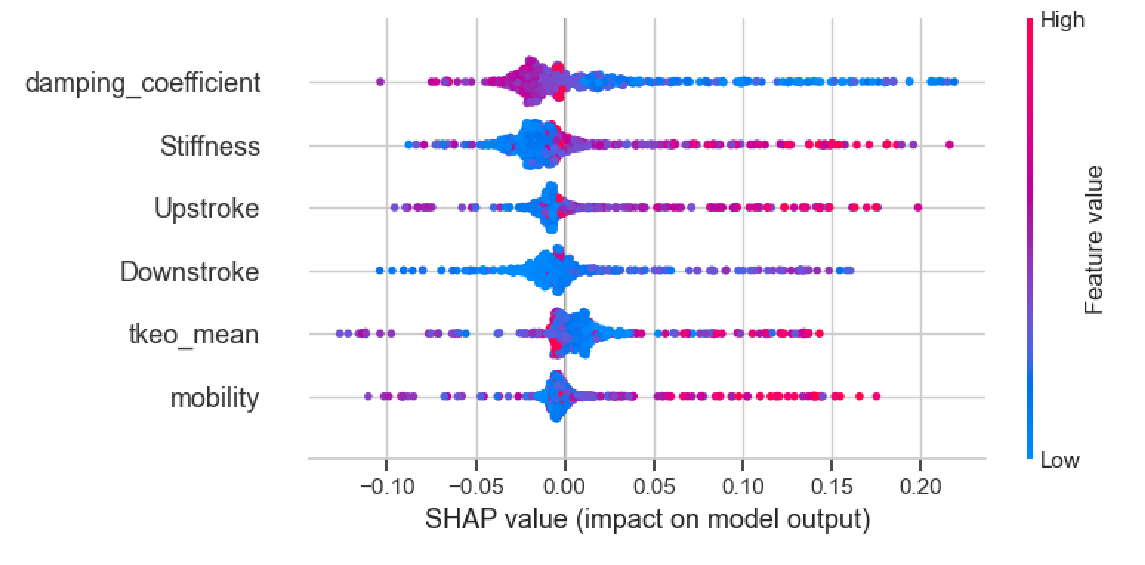 High
damping_coefficient
Stiffness
Upstroke
Downstroke
tkeo_mean
mobility
Feature value
Low
−0.10 −0.05 0.00 0.05 0.10 0.15 0.20
SHAP value (impact on model output)